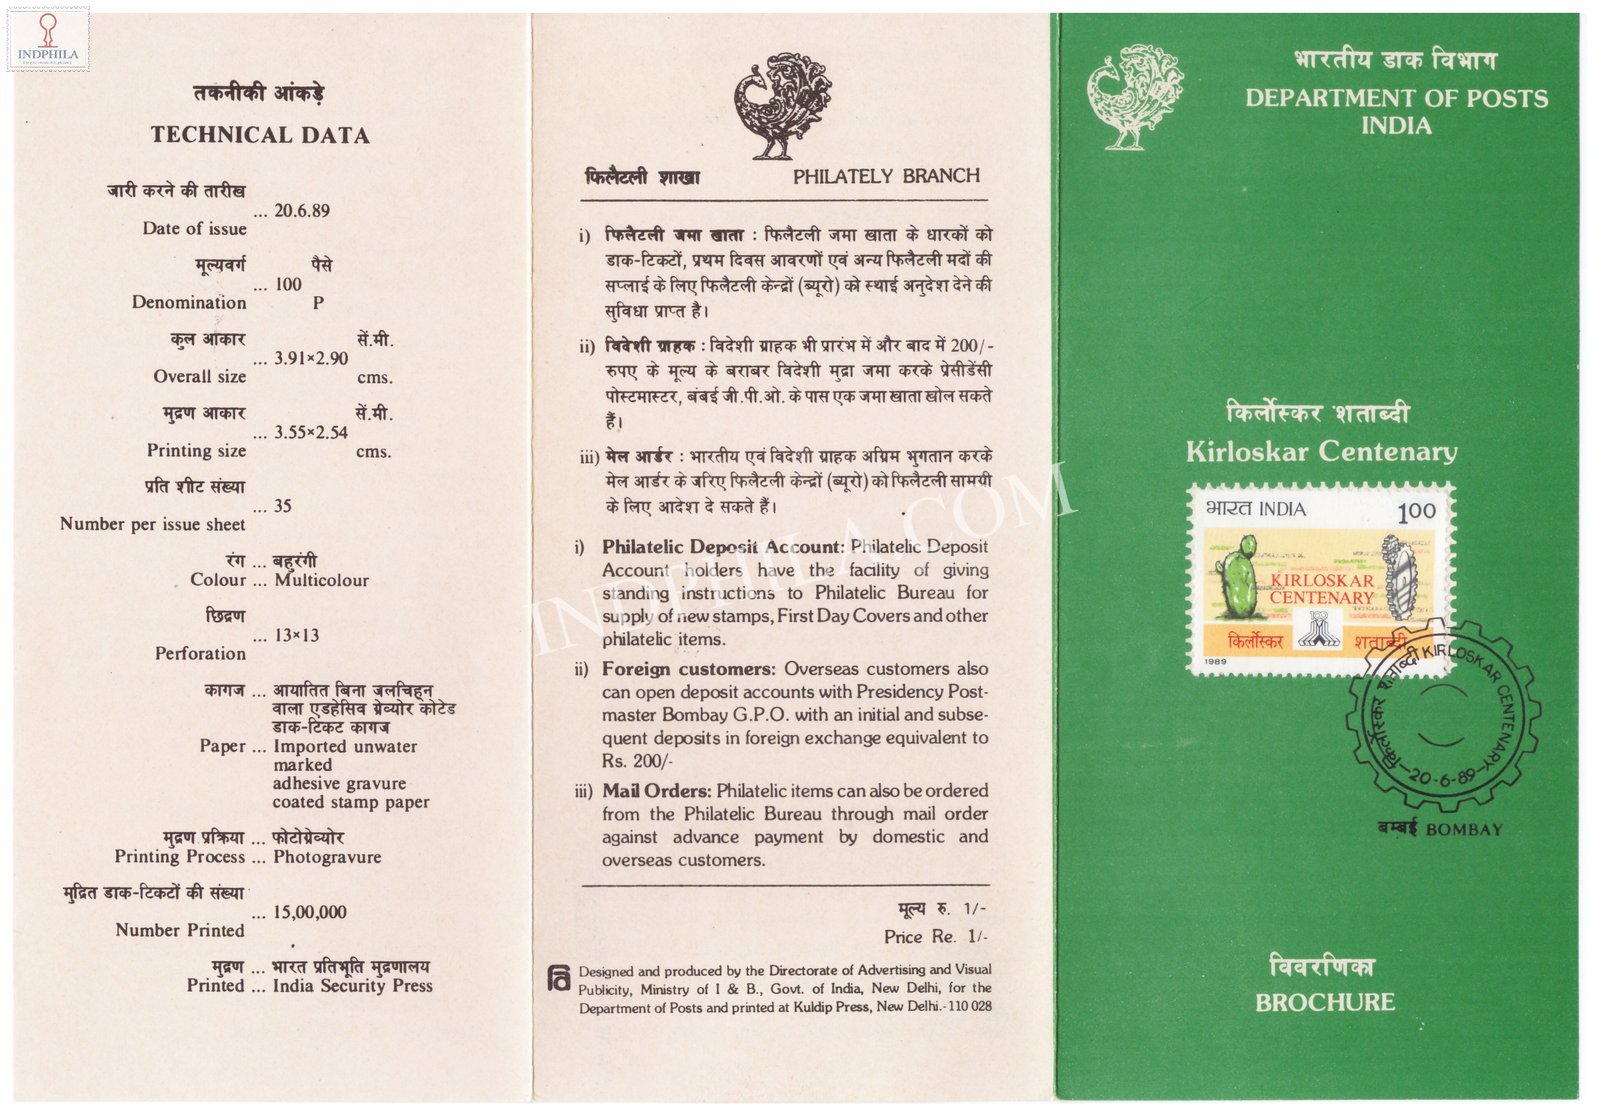 INDPHILA
तकनीकी आंकड़े
TECHNICAL DATA
जारी करने की तारीख
... 20.6.89
Date of issue
मूल्यवर्ग पैसे
... 100
Denomination P
कुल आकार सें.मी.
... 3.91×2.90
Overall size cms.
मुद्रण आकार सें.मी.
... 3.55×2.54
Printing size cms.
प्रति शीट संख्या
... 35
Number per issue sheet
रंग ... बहुरंगी
Colour ... Multicolour
छिद्रण
... 13×13
Perforation
कागज ... आयातित बिना जलचिहन
वाला एडहेसिव ग्रेव्योर कोटेड
डाक-टिकट कागज
Paper ... Imported unwater
marked
adhesive gravure
coated stamp paper
मुद्रण प्रक्रिया ... फोटोग्रेव्योर
Printing Process ... Photogravure
मुद्रित डाक-टिकटों की संख्या
... 15,00,000
Number Printed
मुद्रण ... भारत प्रतिभूति मुद्रणालय
Printed ... India Security Press
फिलैटली शाखा PHILATELY BRANCH
i) फिलैटली जमा खाता : फिलैटली जमा खाता के धारकों को
डाक-टिकटों, प्रथम दिवस आवरणों एवं अन्य फिलैटली मदों की
सप्लाई के लिए फिलैटली केन्द्रों (ब्यूरो) को स्थाई अनुदेश देने की
सुविधा प्राप्त है।
ii) विदेशी ग्राहक : विदेशी ग्राहक भी प्रारंभ में और बाद में 200/-
रुपए के मूल्य के बराबर विदेशी मुद्रा जमा करके प्रेसीडेंसी
पोस्टमास्टर, बंबई जी.पी.ओ. के पास एक जमा खाता खोल सकते
हैं।
iii) मेल आर्डर : भारतीय एवं विदेशी ग्राहक अग्रिम भुगतान करके
मेल आर्डर के जरिए फिलैटली केन्द्रों (ब्यूरो) को फिलैटली सामग्री
के लिए आदेश दे सकते हैं।
i) Philatelic Deposit Account: Philatelic Deposit
Account holders have the facility of giving
standing instructions to Philatelic Bureau for
supply of new stamps, First Day Covers and other
philatelic items.
ii) Foreign customers: Overseas customers also
can open deposit accounts with Presidency Post-
master Bombay G.P.O. with an initial and subse-
quent deposits in foreign exchange equivalent to
Rs. 200/-
iii) Mail Orders: Philatelic items can also be ordered
from the Philatelic Bureau through mail order
against advance payment by domestic and
overseas customers.
मूल्य रु. 1/-
Price Re. 1/-
Designed and produced by the Directorate of Advertising and Visual
Publicity, Ministry of I & B., Govt. of India, New Delhi, for the
Department of Posts and printed at Kuldip Press, New Delhi.-110 028
INDPHILA.COM
भारतीय डाक विभाग
DEPARTMENT OF POSTS
INDIA
किर्लोस्कर शताब्दी
Kirloskar Centenary
भारत INDIA 100
KIRLOSKAR
CENTENARY
100
किर्लोस्कर शताब्दी
1989
किर्लोस्कर शताब्दी KIRLOSKAR CENTENARY
20-6-89
बम्बई BOMBAY
विवरणिका
BROCHURE